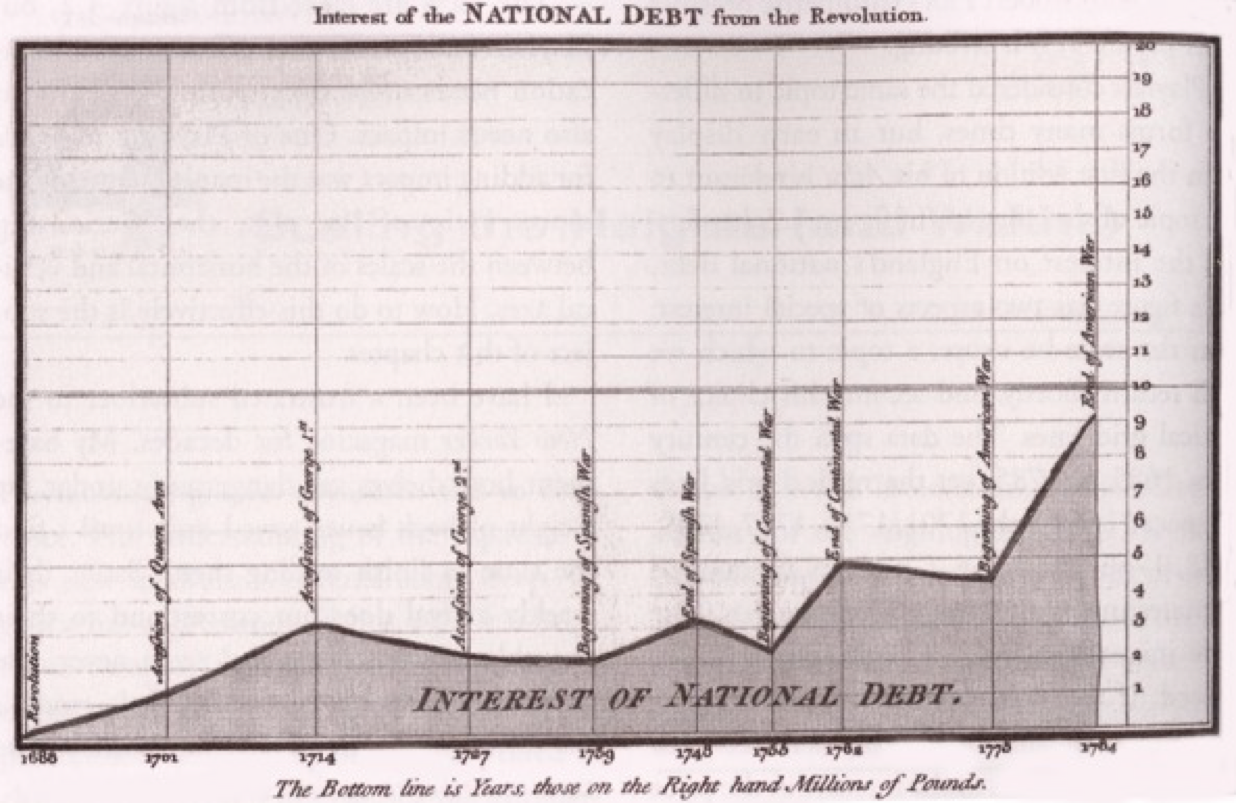 Interest of the NATIONAL DEBT from the Revolution.
20
19
18
17
16
15
14
13
12
11
10
9
8
7
6
5
4
3
2
1
Revolution
Accession of Queen Ann
Accession of George 1st
Accession of George 2nd
Beginning of Spanish War
End of Spanish War
Beginning of Continental War
End of Continental War
Beginning of American War
End of American War
INTEREST OF NATIONAL DEBT.
1688 1701 1714 1727 1739 1748 1755 1762 1775 1784
The Bottom line is Years, those on the Right hand Millions of Pounds.